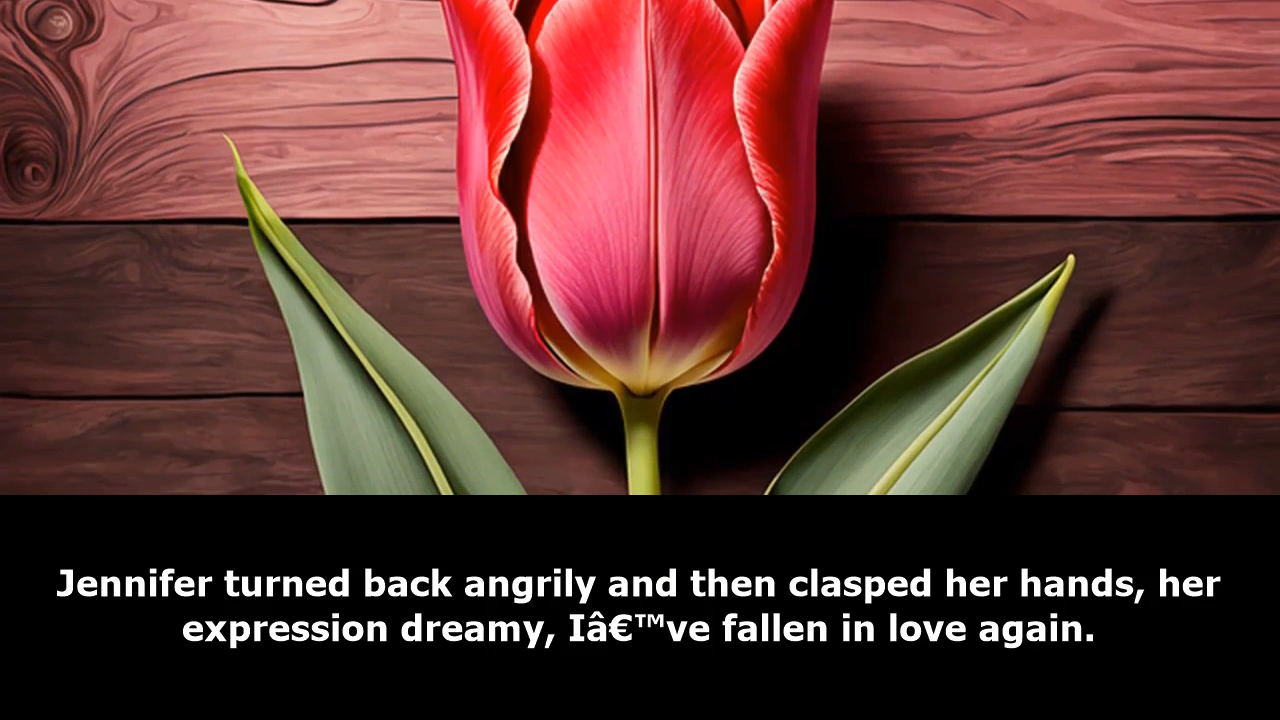 Jennifer turned back angrily and then clasped her hands, her
expression dreamy, Iâ€™ve fallen in love again.